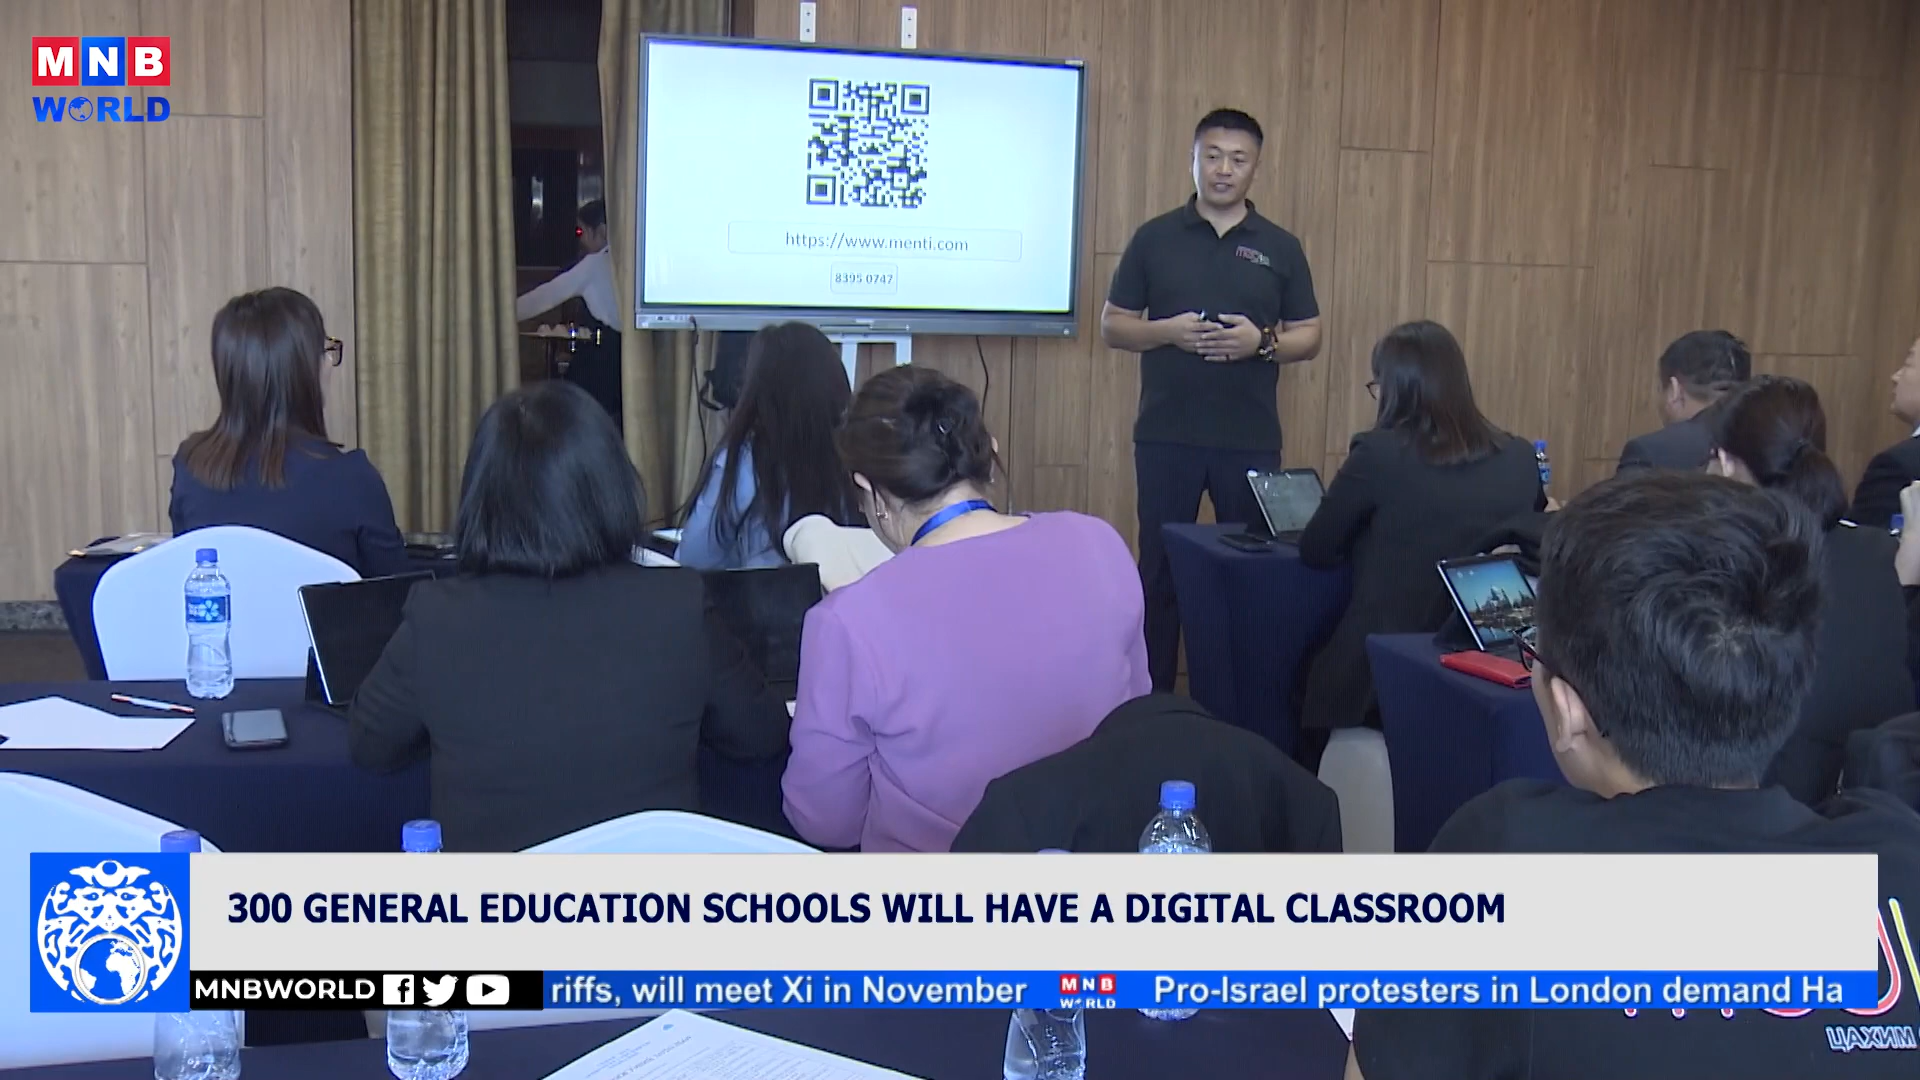 MNB
WORLD
https://www.menti.com
8395 0747
300 GENERAL EDUCATION SCHOOLS WILL HAVE A DIGITAL CLASSROOM
MNBWORLD
riffs, will meet Xi in November
MNB
WORLD
Pro-Israel protesters in London demand Ha
ЦАХИМ